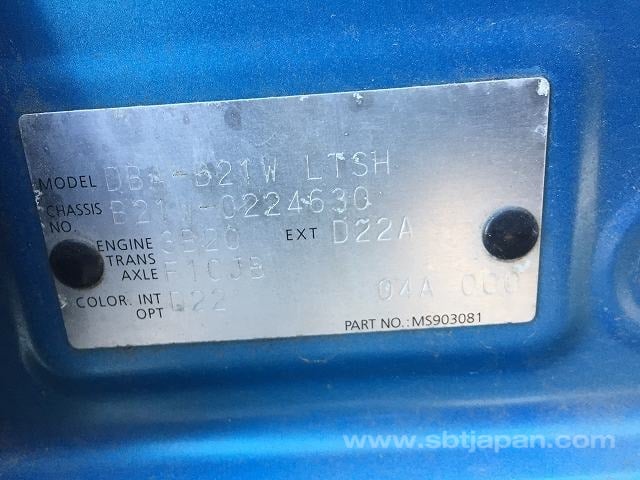 MODEL DBA-B21W LTSH
CHASSIS NO. B21W-0224630
ENGINE 3B20 EXT D22A
TRANS AXLE F1CJB
COLOR. INT OPT D22 04A 000
PART NO.: MS903081
www.sbtjapan.com